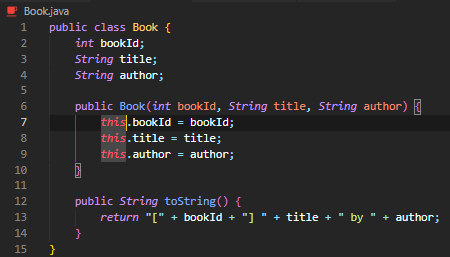 Book.java
1 public class Book {
2     int bookId;
3     String title;
4     String author;
5
6     public Book(int bookId, String title, String author) {
7         this.bookId = bookId;
8         this.title = title;
9         this.author = author;
10     }
11
12     public String toString() {
13         return "[" + bookId + "] " + title + " by " + author;
14     }
15 }